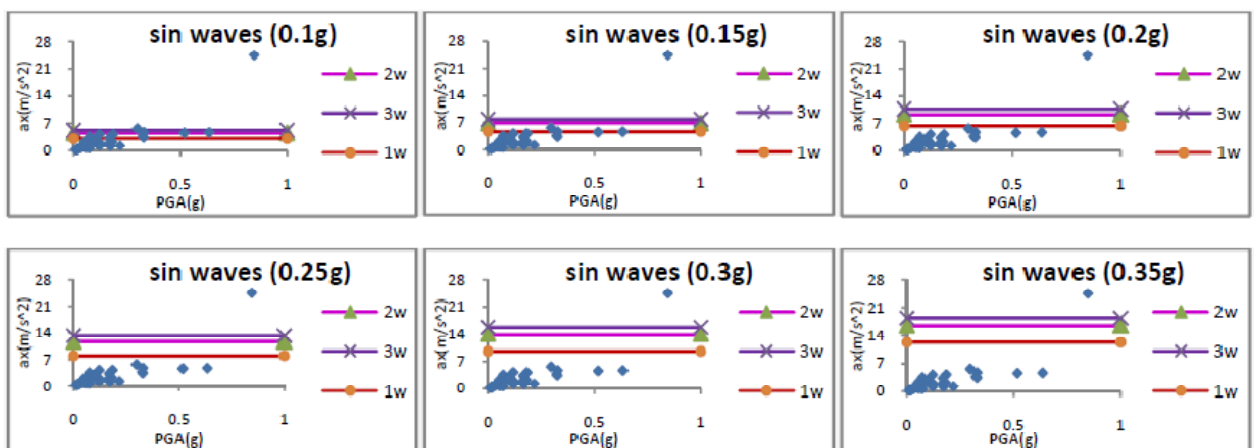 sin waves (0.1g)
ax(m/s^2)
28
21
14
7
0
0
0.5
1
PGA(g)
2w
3w
1w
sin waves (0.15g)
ax(m/s^2)
28
21
14
7
0
0
0.5
1
PGA(g)
2w
3w
1w
sin waves (0.2g)
ax(m/s^2)
28
21
14
7
0
0
0.5
1
PGA(g)
2w
3w
1w
sin waves (0.25g)
ax(m/s^2)
28
21
14
7
0
0
0.5
1
PGA(g)
2w
3w
1w
sin waves (0.3g)
ax(m/s^2)
28
21
14
7
0
0
0.5
1
PGA(g)
2w
3w
1w
sin waves (0.35g)
ax(m/s^2)
28
21
14
7
0
0
0.5
1
PGA(g)
2w
3w
1w